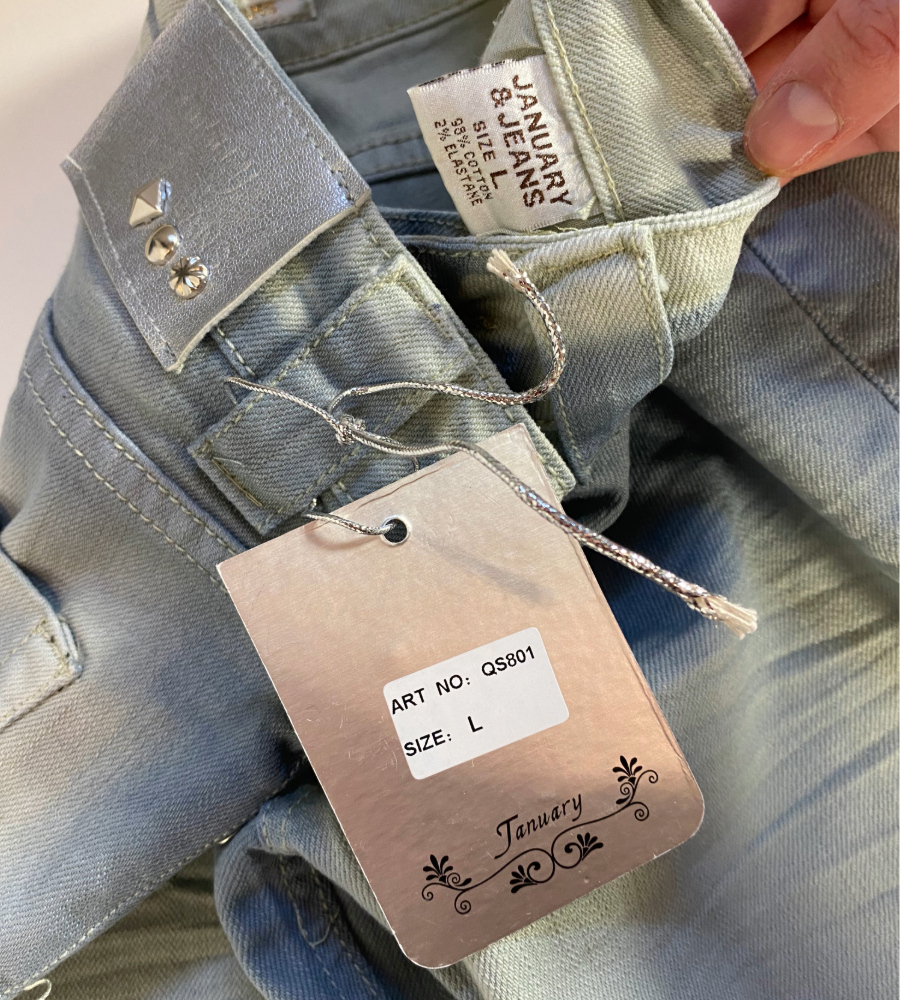 JANUARY
& JEANS
SIZE L
98% COTTON
2% ELASTANE
ART NO: QS801
SIZE: L
January